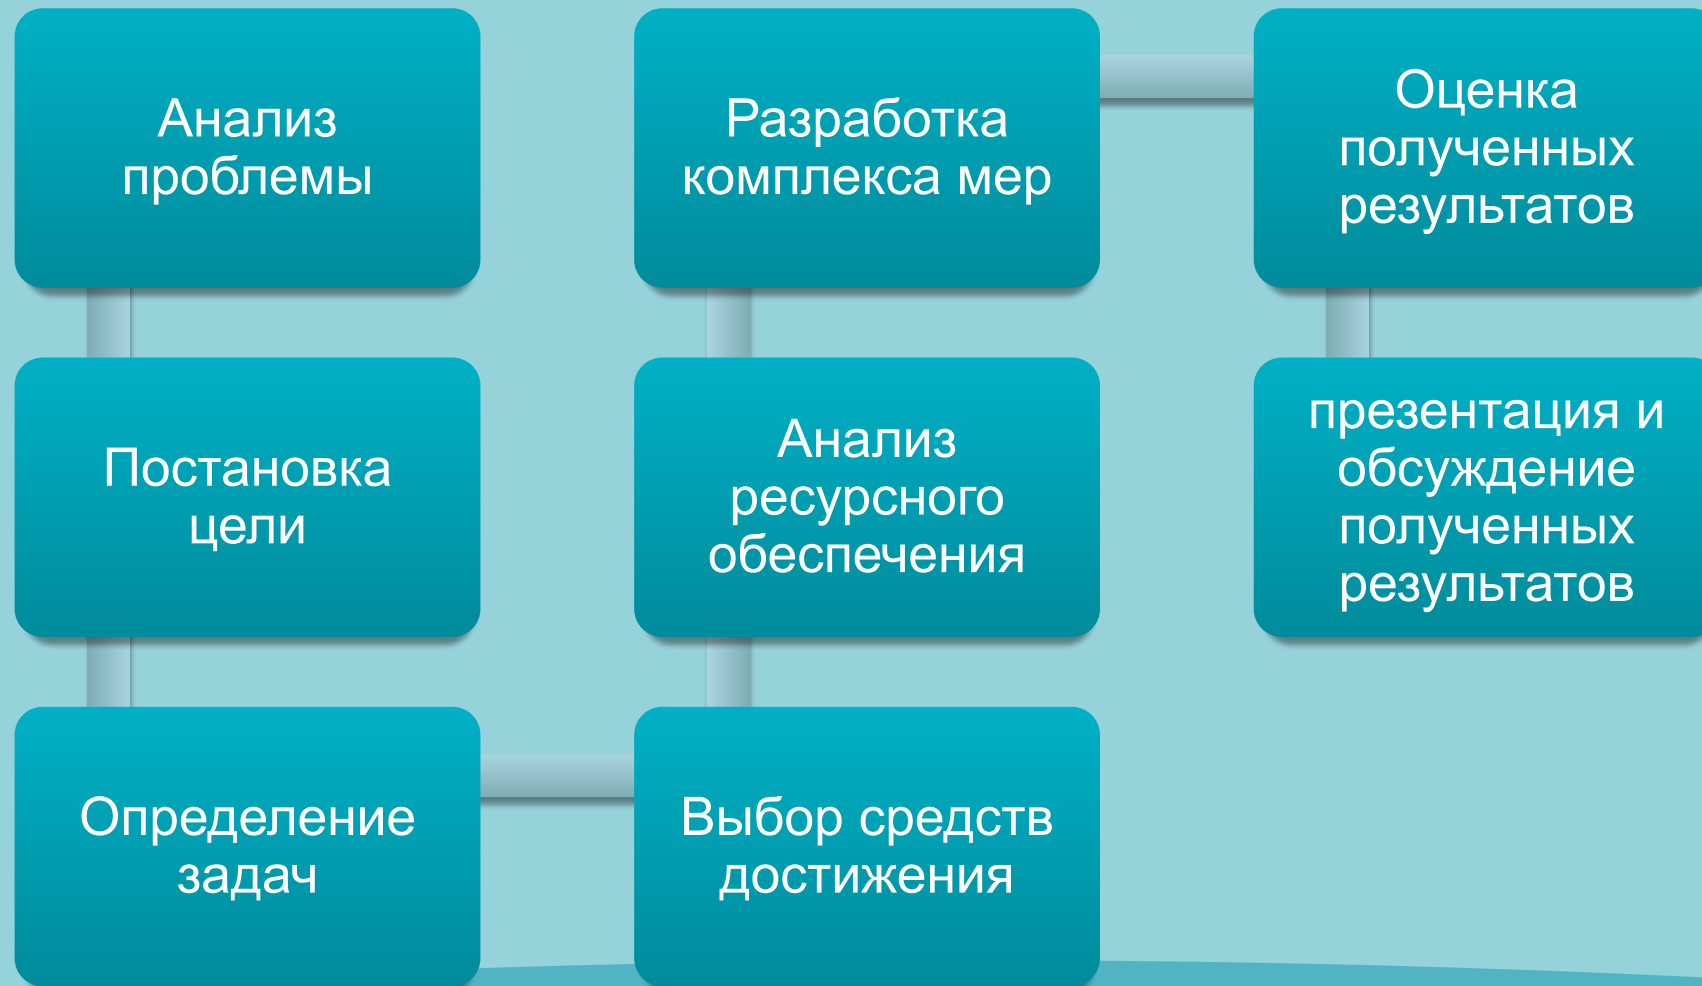 Анализ
проблемы
Постановка
цели
Определение
задач
Выбор средств
достижения
Анализ
ресурсного
обеспечения
Разработка
комплекса мер
Оценка
полученных
результатов
презентация и
обсуждение
полученных
результатов